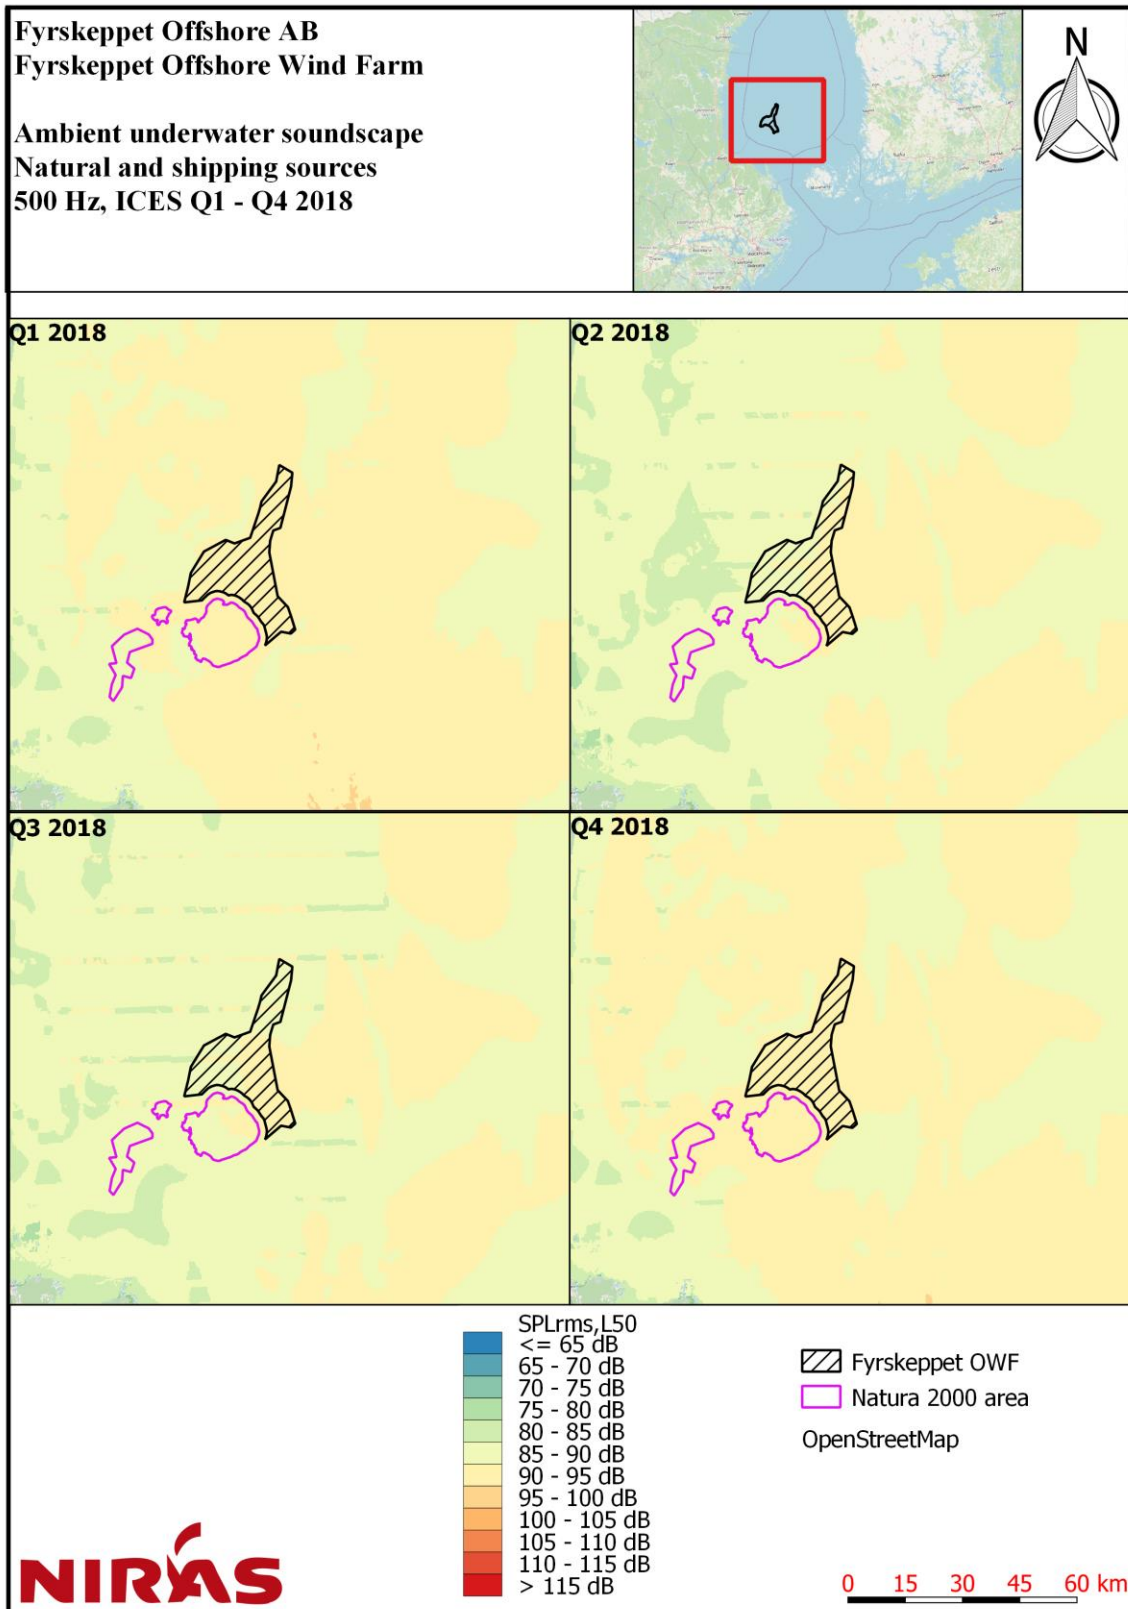 Fyrskeppet Offshore AB
Fyrskeppet Offshore Wind Farm
Ambient underwater soundscape
Natural and shipping sources
500 Hz, ICES Q1 - Q4 2018
N
Q1 2018
Q2 2018
Q3 2018
Q4 2018
SPLrms,L50
<= 65 dB
65 - 70 dB
70 - 75 dB
75 - 80 dB
80 - 85 dB
85 - 90 dB
90 - 95 dB
95 - 100 dB
100 - 105 dB
105 - 110 dB
110 - 115 dB
> 115 dB
Fyrskeppet OWF
Natura 2000 area
OpenStreetMap
NIRAS
0 15 30 45 60 km